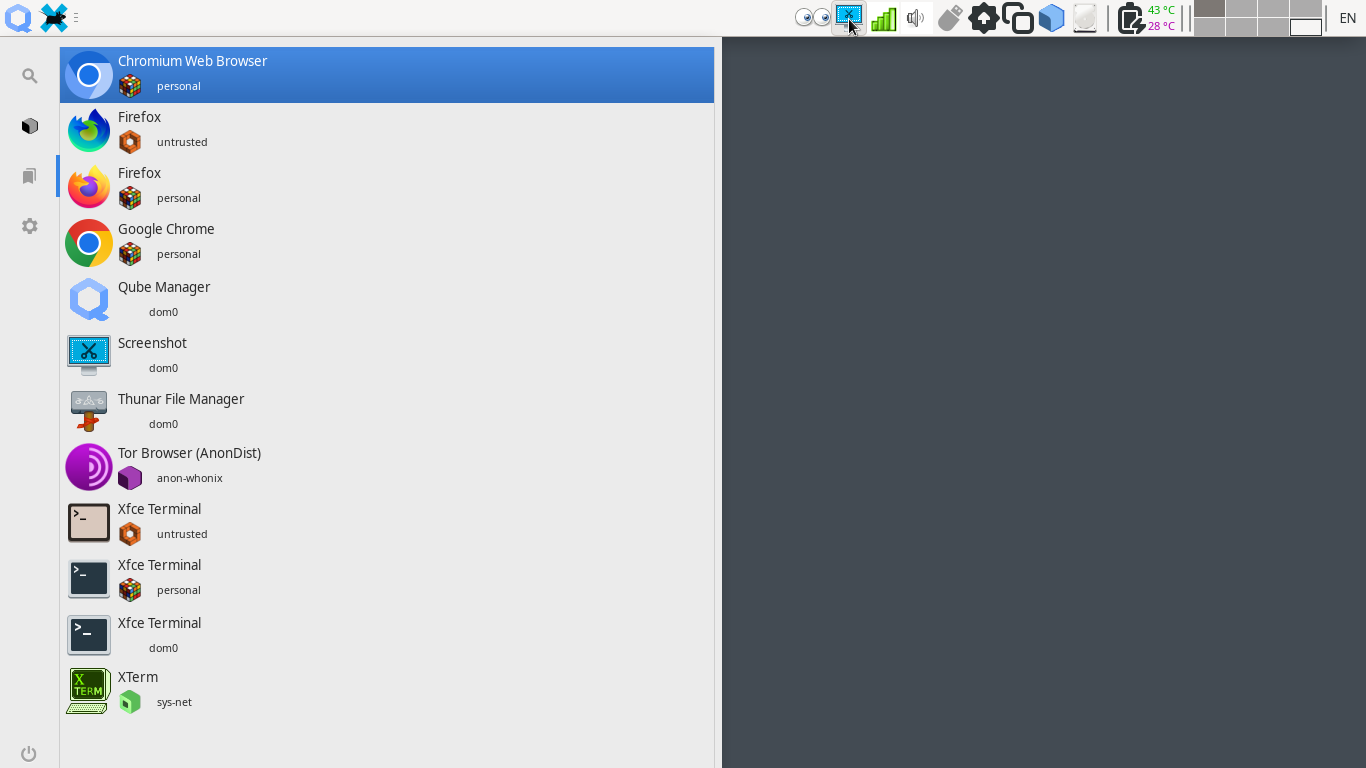 43 °C
28 °C
EN
Chromium Web Browser
personal
Firefox
untrusted
Firefox
personal
Google Chrome
personal
Qube Manager
dom0
Screenshot
dom0
Thunar File Manager
dom0
Tor Browser (AnonDist)
anon-whonix
>_
Xfce Terminal
untrusted
>_
Xfce Terminal
personal
>_
Xfce Terminal
dom0
X
TERM
XTerm
sys-net